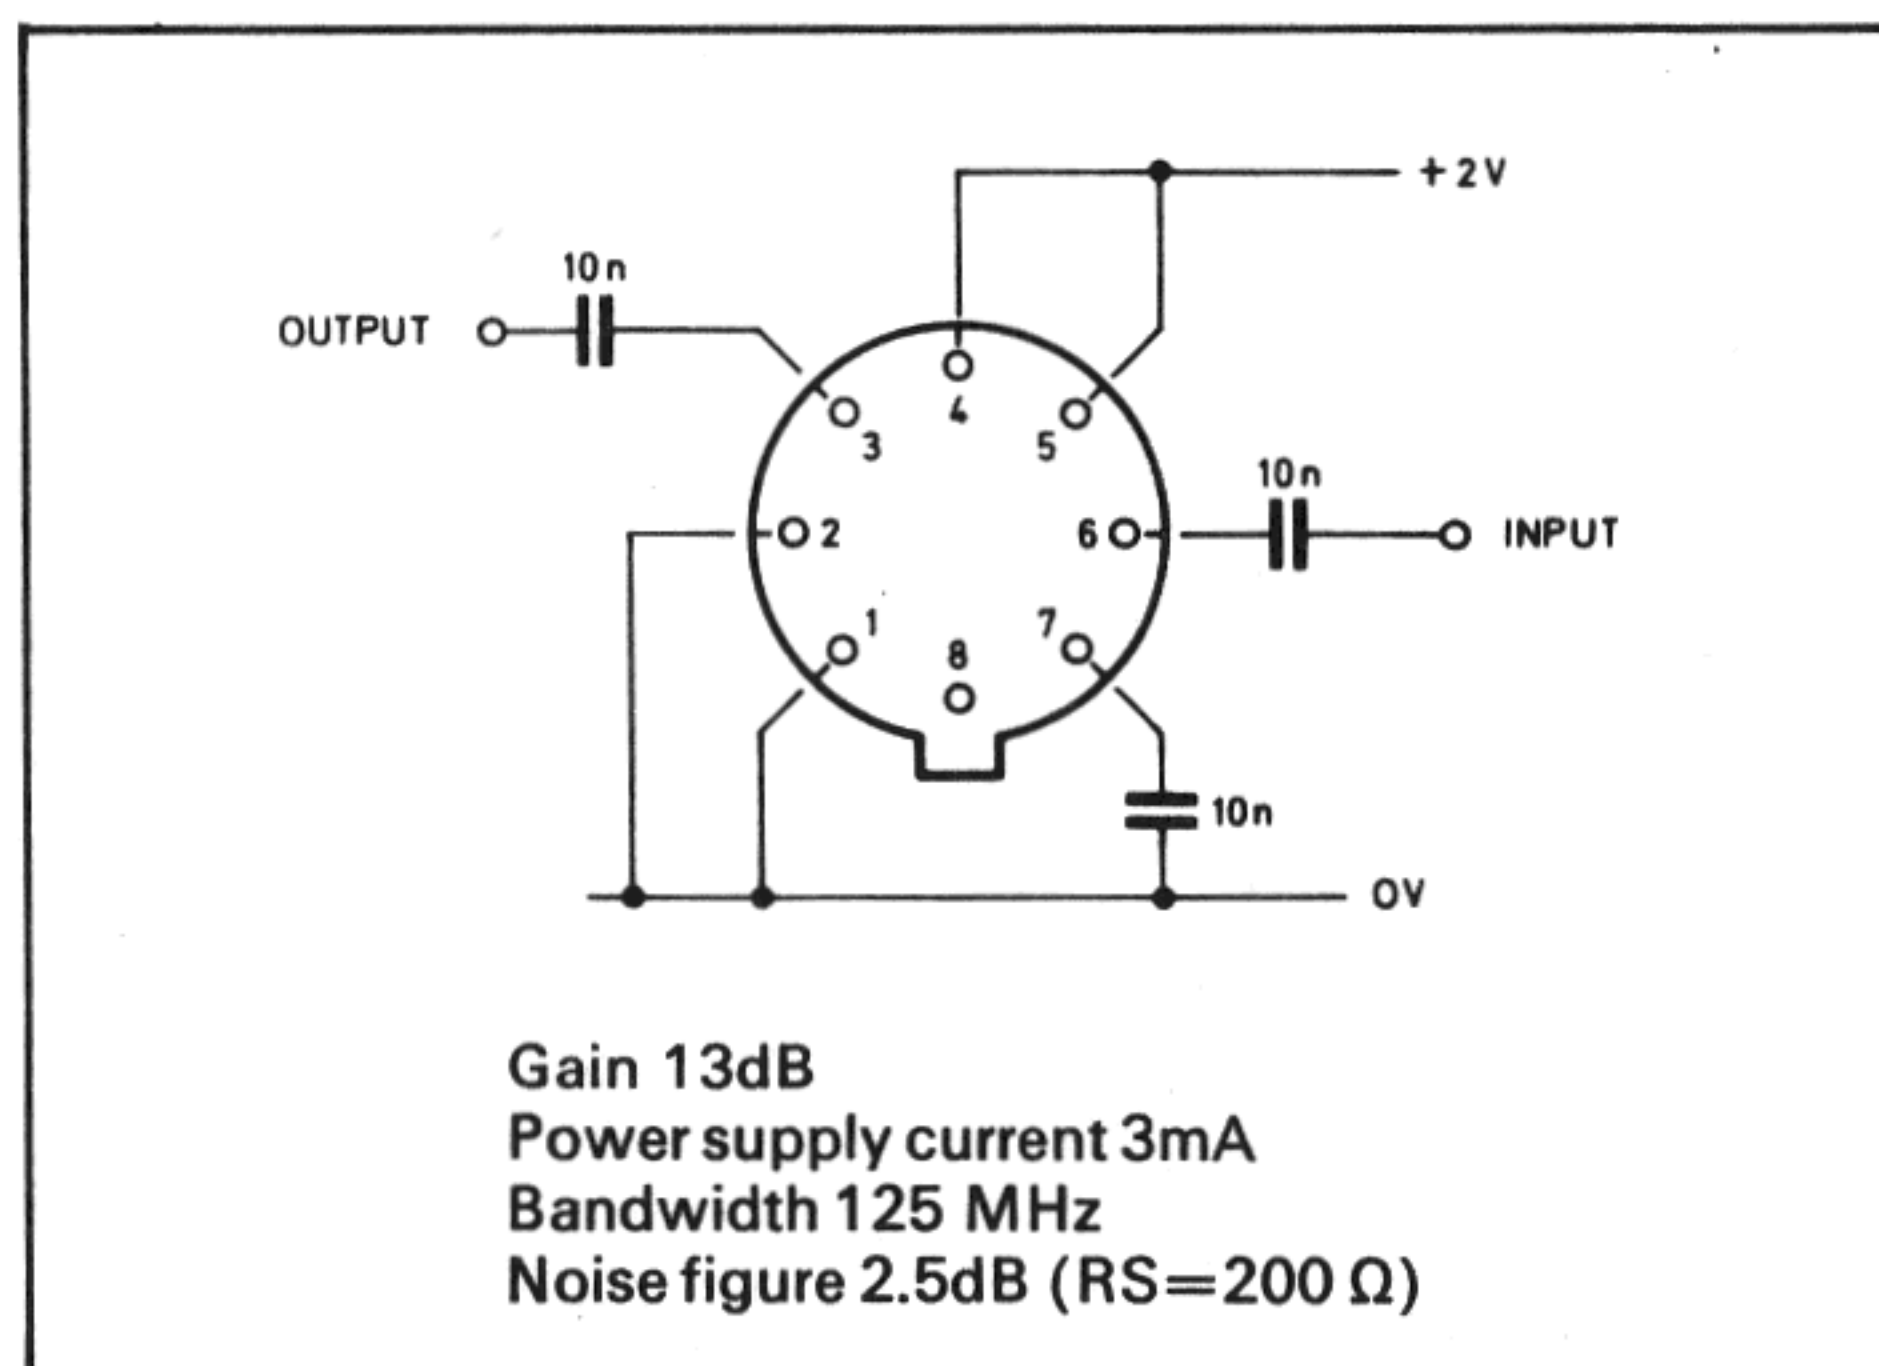 +2V
10n
OUTPUT
4
3
5
10n
2
6
INPUT
1
7
8
10n
0V
Gain 13dB
Power supply current 3mA
Bandwidth 125 MHz
Noise figure 2.5dB (RS=200 Ω)